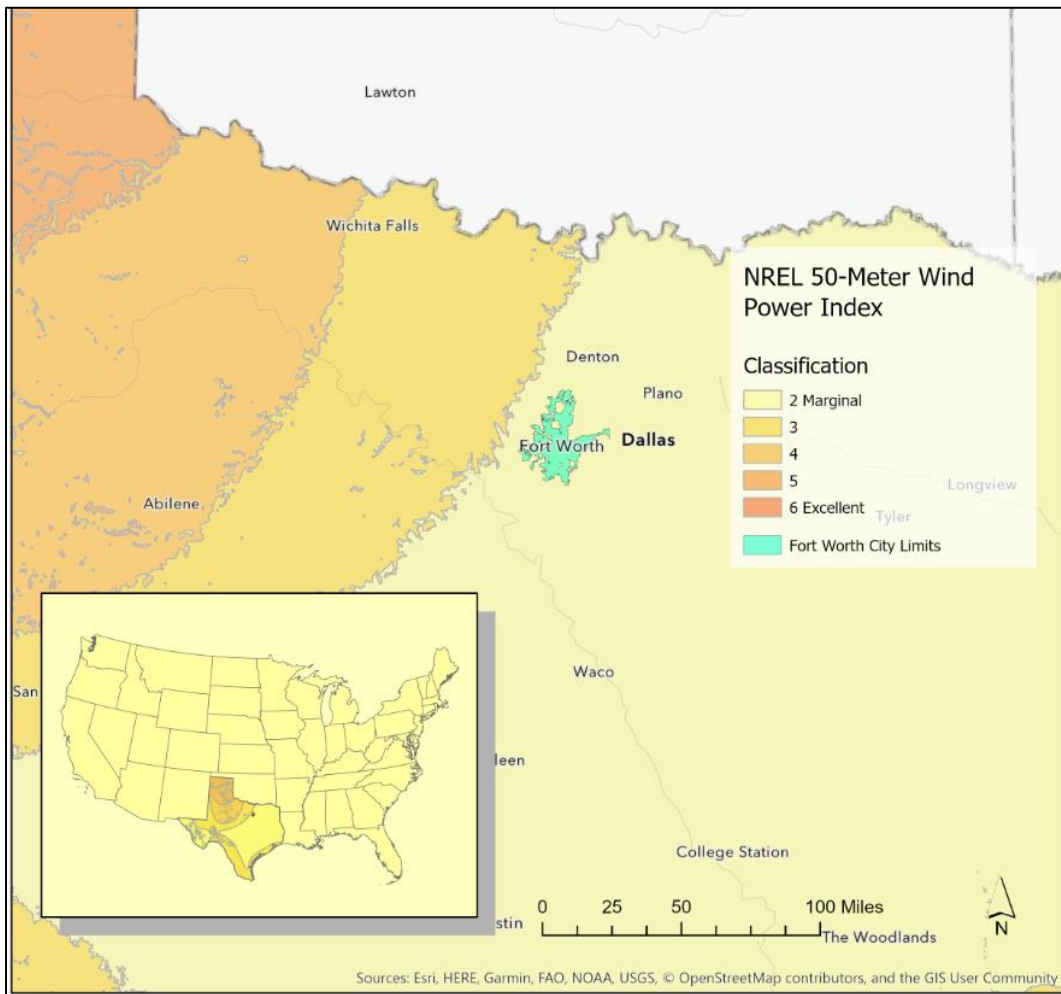 Lawton
Wichita Falls
NREL 50-Meter Wind
Power Index
Classification
2 Marginal
3
4
5
6 Excellent
Fort Worth City Limits
Denton
Plano
Fort Worth
Dallas
Longview
Tyler
Abilene
San
Waco
leen
College Station
stin
0 25 50 100 Miles
The Woodlands
N
Sources: Esri, HERE, Garmin, FAO, NOAA, USGS, © OpenStreetMap contributors, and the GIS User Community